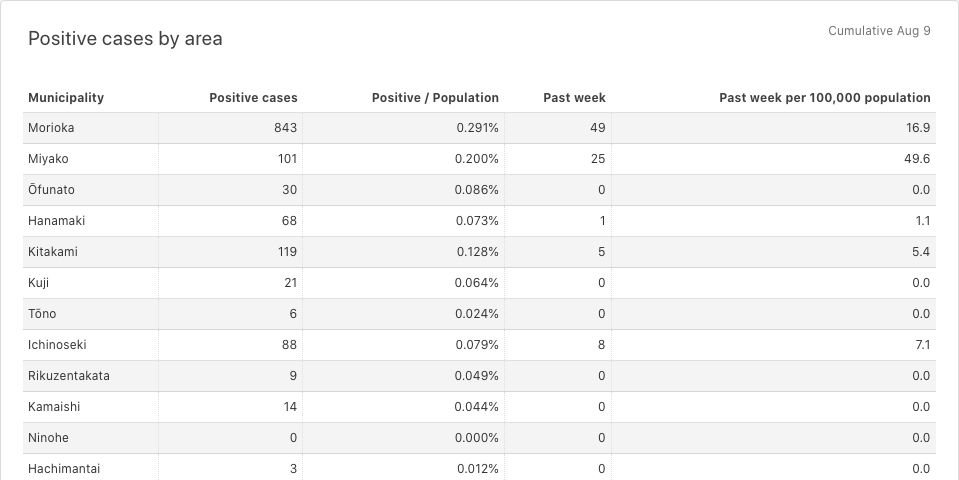 Positive cases by area
Cumulative Aug 9
Municipality Positive cases Positive / Population Past week Past week per 100,000 population
Morioka 843 0.291% 49 16.9
Miyako 101 0.200% 25 49.6
Ōfunato 30 0.086% 0 0.0
Hanamaki 68 0.073% 1 1.1
Kitakami 119 0.128% 5 5.4
Kuji 21 0.064% 0 0.0
Tōno 6 0.024% 0 0.0
Ichinoseki 88 0.079% 8 7.1
Rikuzentakata 9 0.049% 0 0.0
Kamaishi 14 0.044% 0 0.0
Ninohe 0 0.000% 0 0.0
Hachimantai 3 0.012% 0 0.0